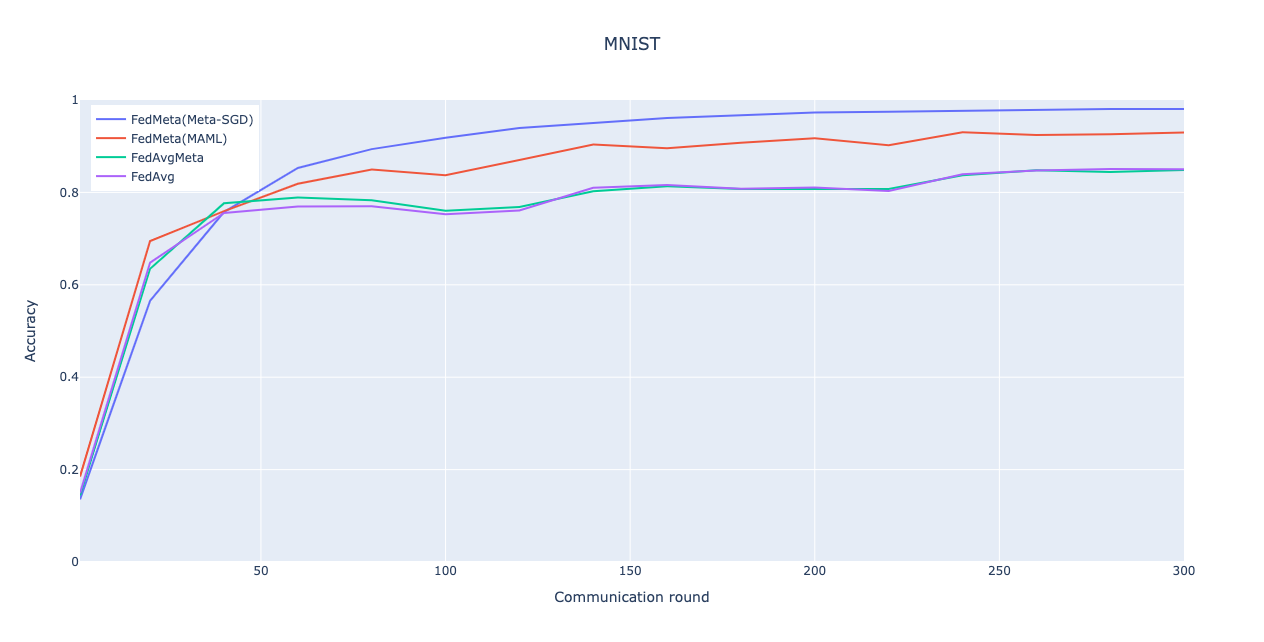 MNIST
FedMeta(Meta-SGD)
FedMeta(MAML)
FedAvgMeta
FedAvg
1
0.8
0.6
0.4
0.2
0
Accuracy
50 100 150 200 250 300
Communication round